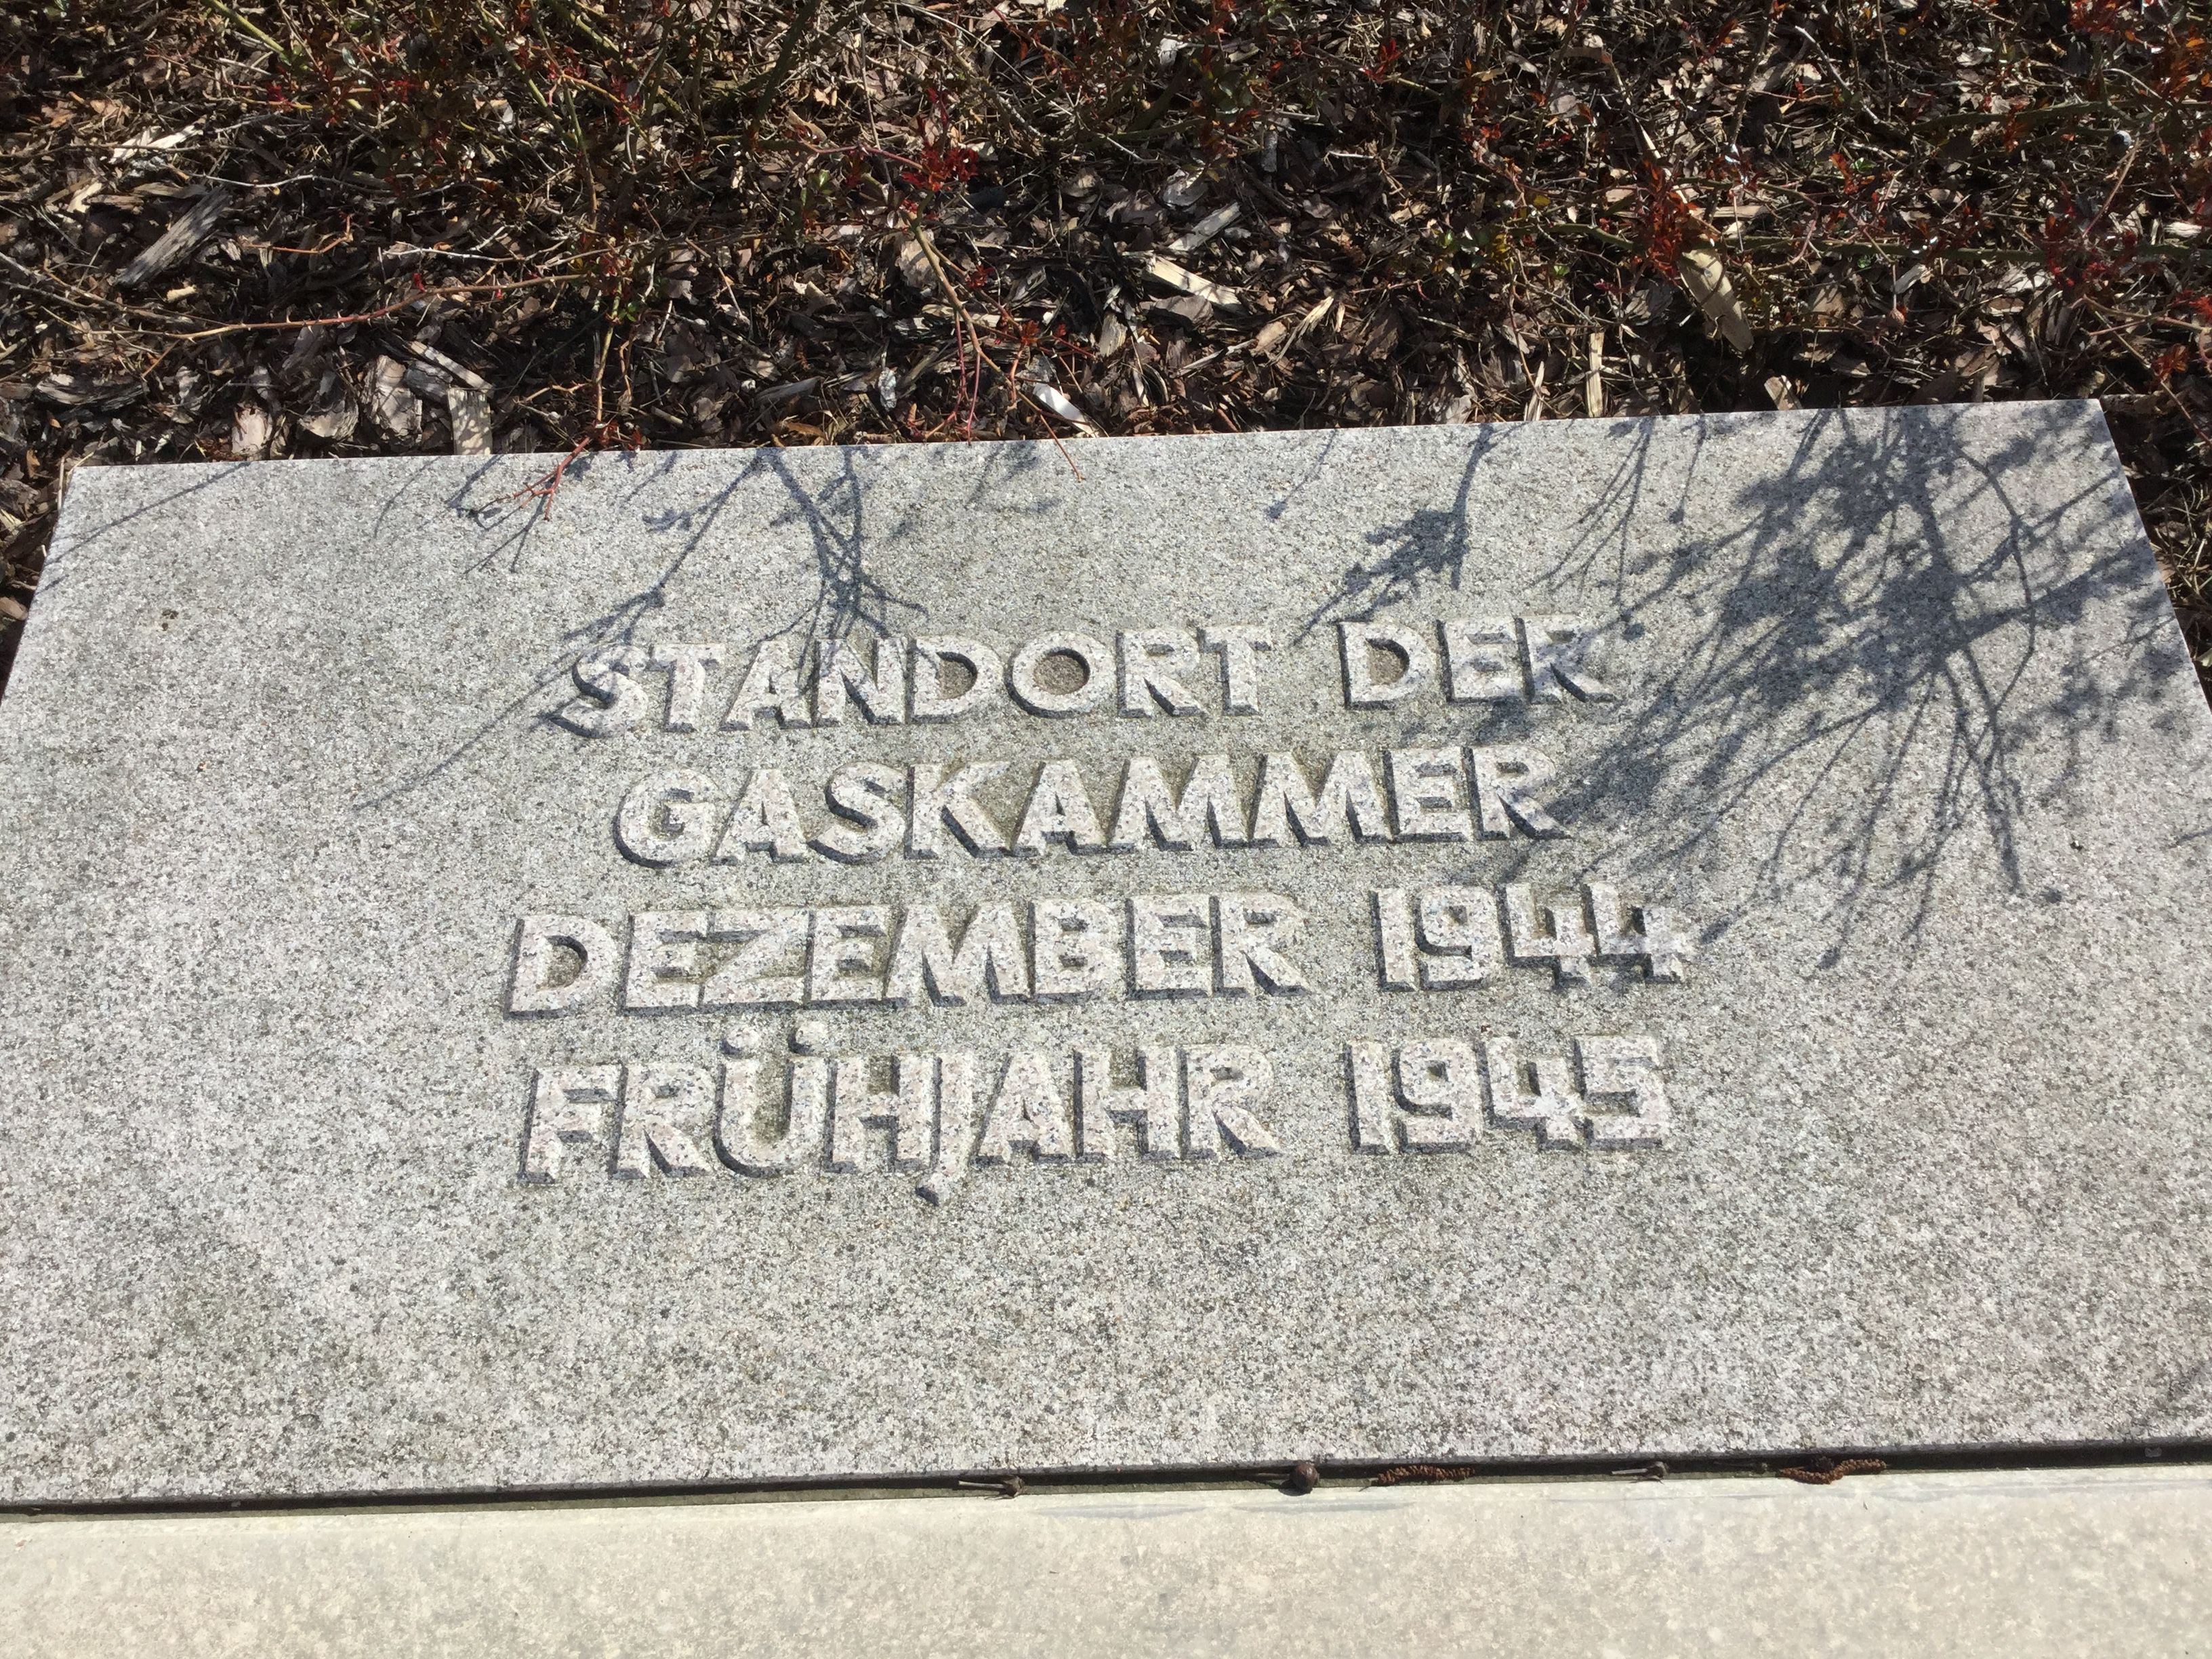 STANDORT DER
GASKAMMER
DEZEMBER 1944
FRÜHJAHR 1945